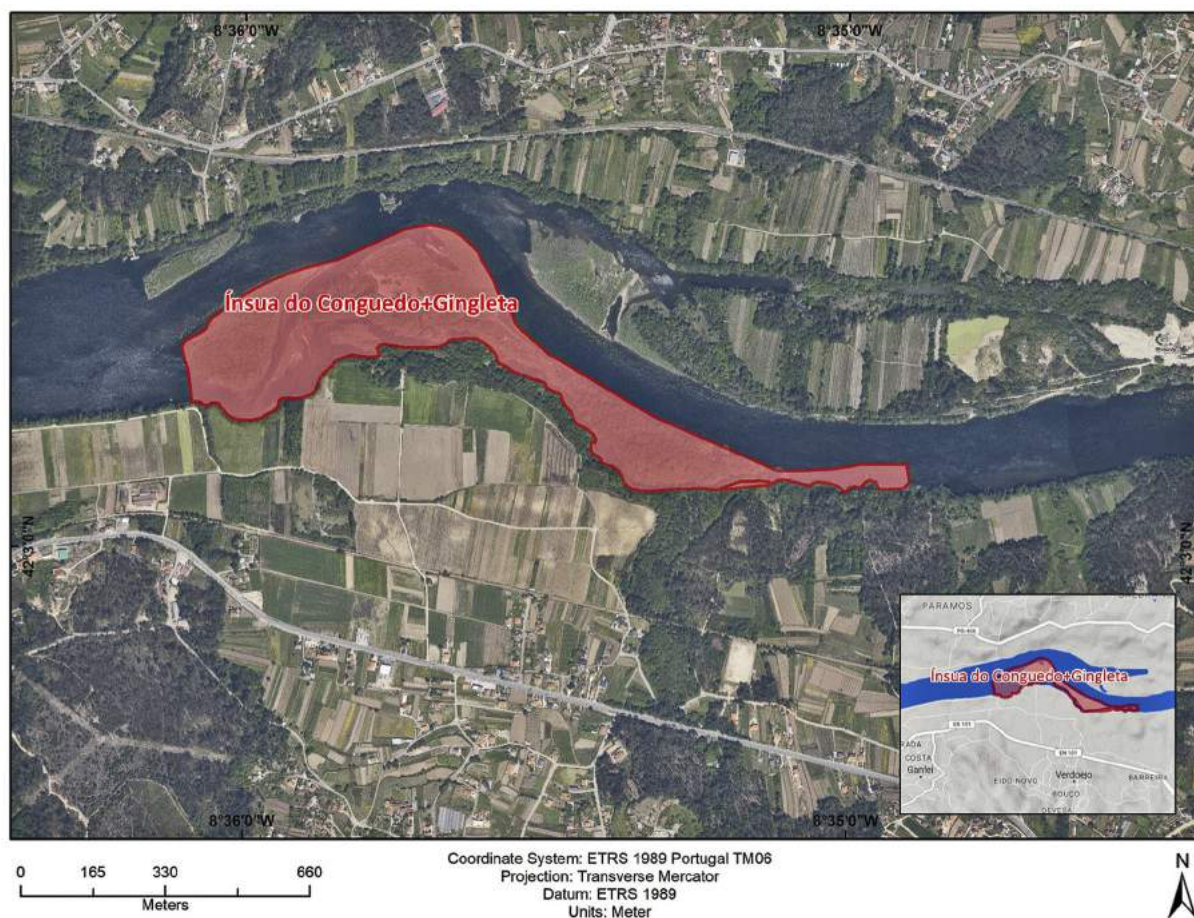 8°36'0"W
8°35'0"W
Ínsua do Conguedo+Gingleta
42°3'0"N
42°3'0"N
PARAMOS
Ínsua do Conguedo+Gingleta
EN 101
RADA
COSTA
Ganfei
EN 101
EIDO NOVO
Verdoejo
BARREIRA
BOUÇO
DEVESA
8°36'0"W
8°35'0"W
0 165 330 660
Meters
Coordinate System: ETRS 1989 Portugal TM06
Projection: Transverse Mercator
Datum: ETRS 1989
Units: Meter
N